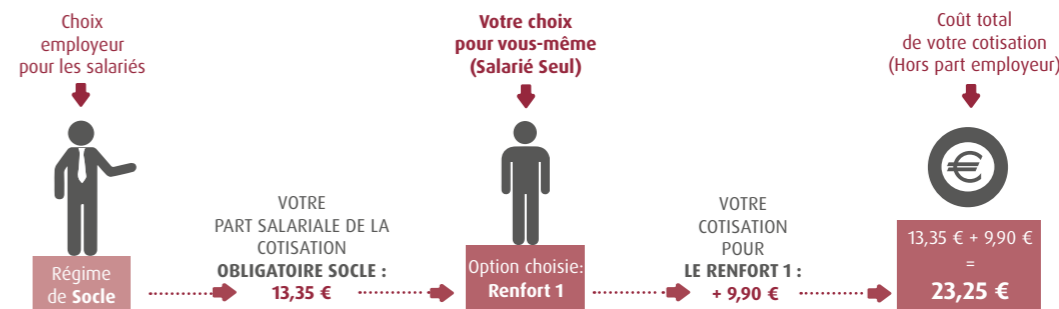 Choix
employeur
pour les salariés
Votre choix
pour vous-même
(Salarié Seul)
Coût total
de votre cotisation
(Hors part employeur)
€
Régime
de Socle
VOTRE
PART SALARIALE DE LA
COTISATION
OBLIGATOIRE SOCLE :
13,35 €
Option choisie:
Renfort 1
VOTRE
COTISATION
POUR
LE RENFORT 1 :
+ 9,90 €
13,35 € + 9,90 €
=
23,25 €